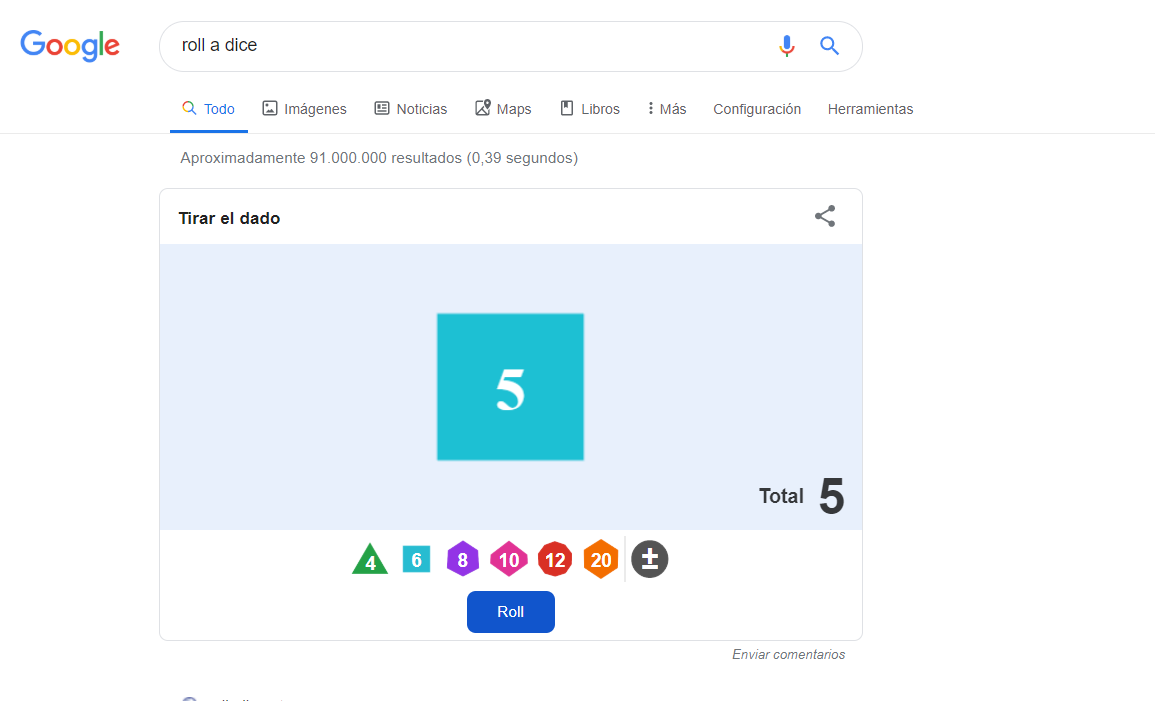 Google
roll a dice
Todo Imágenes Noticias Maps Libros Más Configuración Herramientas
Aproximadamente 91.000.000 resultados (0,39 segundos)
Tirar el dado
5
Total 5
4 6 8 10 12 20 ±
Roll
Enviar comentarios